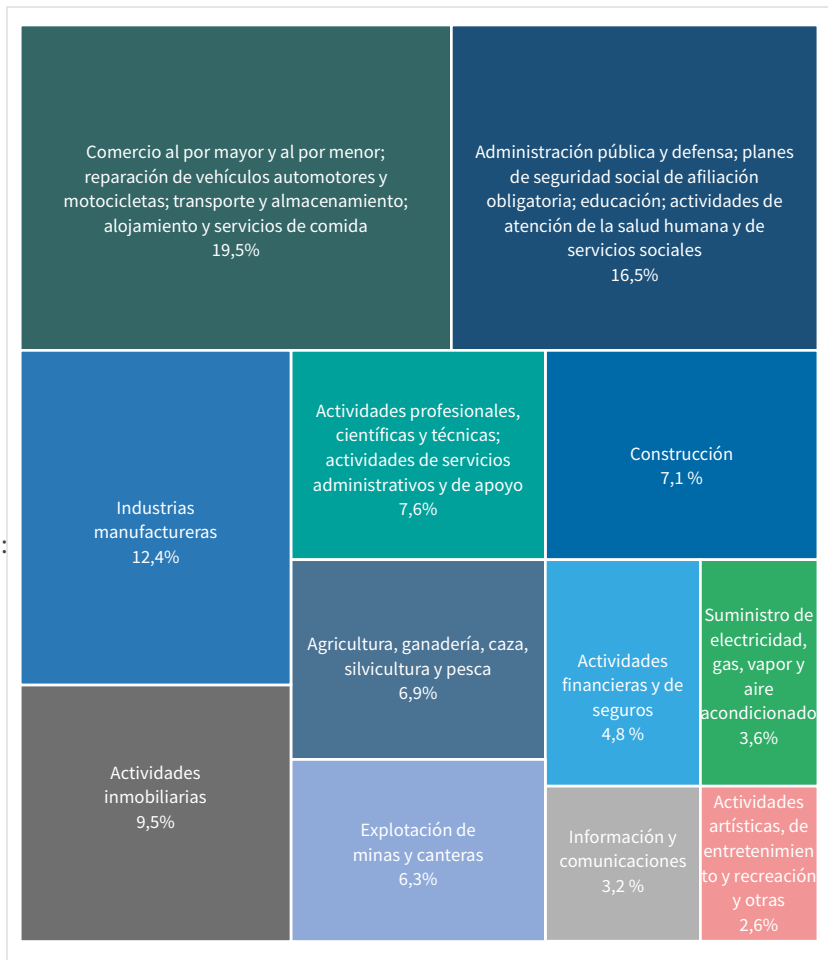 Comercio al por mayor y al por menor;
reparación de vehículos automotores y
motocicletas; transporte y almacenamiento;
alojamiento y servicios de comida
19,5%
Administración pública y defensa; planes
de seguridad social de afiliación
obligatoria; educación; actividades de
atención de la salud humana y de
servicios sociales
16,5%
Industrias
manufactureras
12,4%
Actividades profesionales,
científicas y técnicas;
actividades de servicios
administrativos y de apoyo
7,6%
Construcción
7,1 %
:
Agricultura, ganadería, caza,
silvicultura y pesca
6,9%
Actividades
financieras y de
seguros
4,8 %
Suministro de
electricidad,
gas, vapor y
aire
acondicionado
3,6%
Actividades
inmobiliarias
9,5%
Explotación de
minas y canteras
6,3%
Información y
comunicaciones
3,2 %
Actividades
artísticas, de
entretenimien
to y recreación
y otras
2,6%